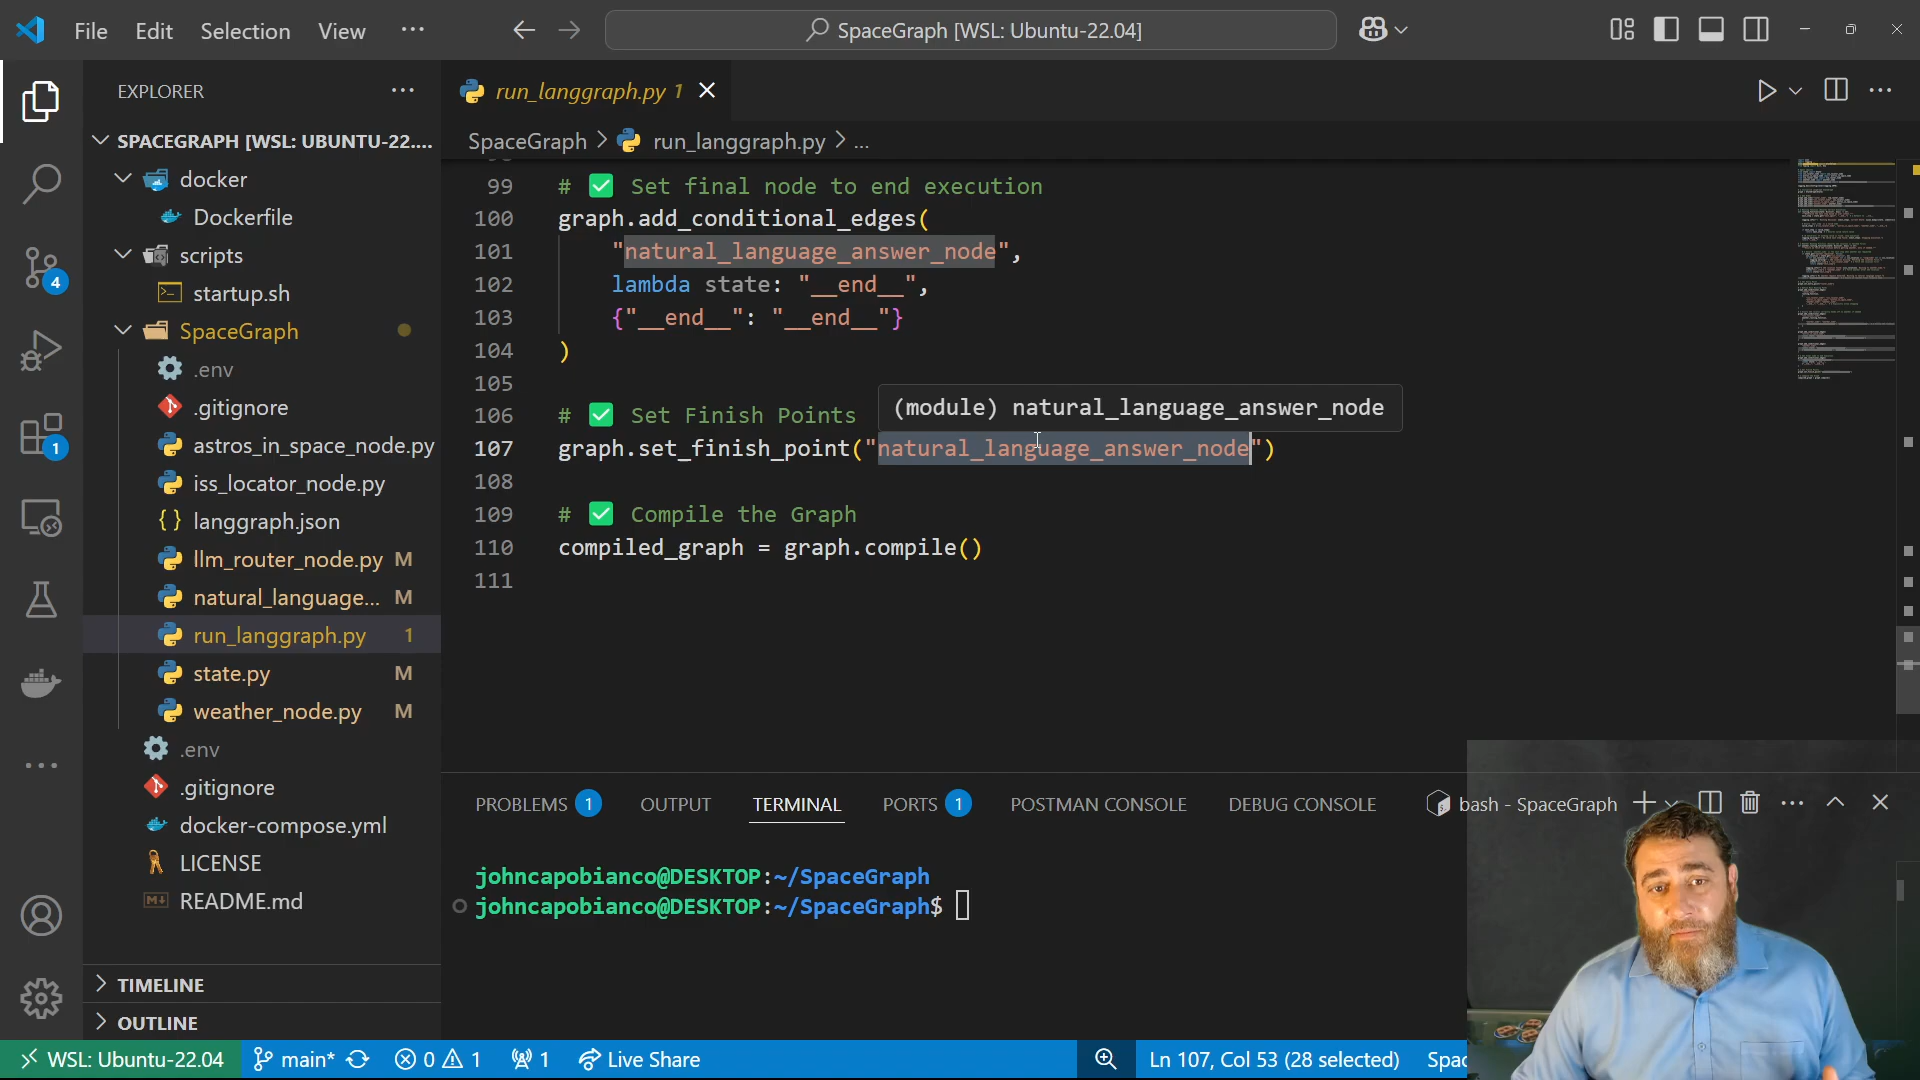 File Edit Selection View ...
SpaceGraph [WSL: Ubuntu-22.04]
EXPLORER
SPACEGRAPH [WSL: UBUNTU-22....
docker
Dockerfile
scripts
startup.sh
SpaceGraph
.env
.gitignore
astros_in_space_node.py
iss_locator_node.py
langgraph.json
llm_router_node.py M
natural_language... M
run_langgraph.py 1
state.py M
weather_node.py M
.env
.gitignore
docker-compose.yml
LICENSE
README.md
TIMELINE
OUTLINE
4
1
run_langgraph.py 1
SpaceGraph > run_langgraph.py > ...
99 # ✅ Set final node to end execution
100 graph.add_conditional_edges(
101 "natural_language_answer_node",
102 lambda state: "__end__",
103 {"__end__": "__end__"}
104 )
105
106 # ✅ Set Finish Points
(module) natural_language_answer_node
107 graph.set_finish_point("natural_language_answer_node")
108
109 # ✅ Compile the Graph
110 compiled_graph = graph.compile()
111
PROBLEMS 1 OUTPUT TERMINAL PORTS 1 POSTMAN CONSOLE DEBUG CONSOLE bash - SpaceGraph
johncapobianco@DESKTOP:~/SpaceGraph
johncapobianco@DESKTOP:~/SpaceGraph$
WSL: Ubuntu-22.04 main* 0 1 1 Live Share Ln 107, Col 53 (28 selected)